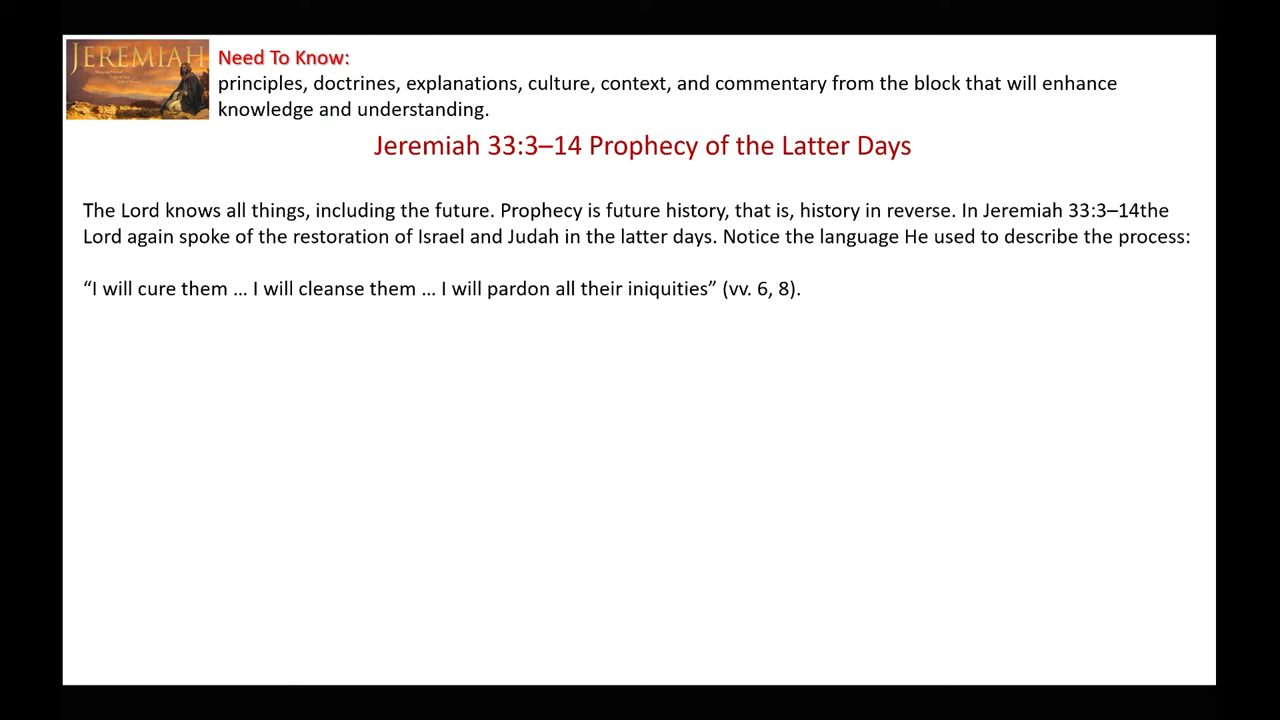 JEREMIAH
Need To Know:
principles, doctrines, explanations, culture, context, and commentary from the block that will enhance
knowledge and understanding.
Jeremiah 33:3–14 Prophecy of the Latter Days
The Lord knows all things, including the future. Prophecy is future history, that is, history in reverse. In Jeremiah 33:3–14the
Lord again spoke of the restoration of Israel and Judah in the latter days. Notice the language He used to describe the process:
“I will cure them … I will cleanse them … I will pardon all their iniquities” (vv. 6, 8).